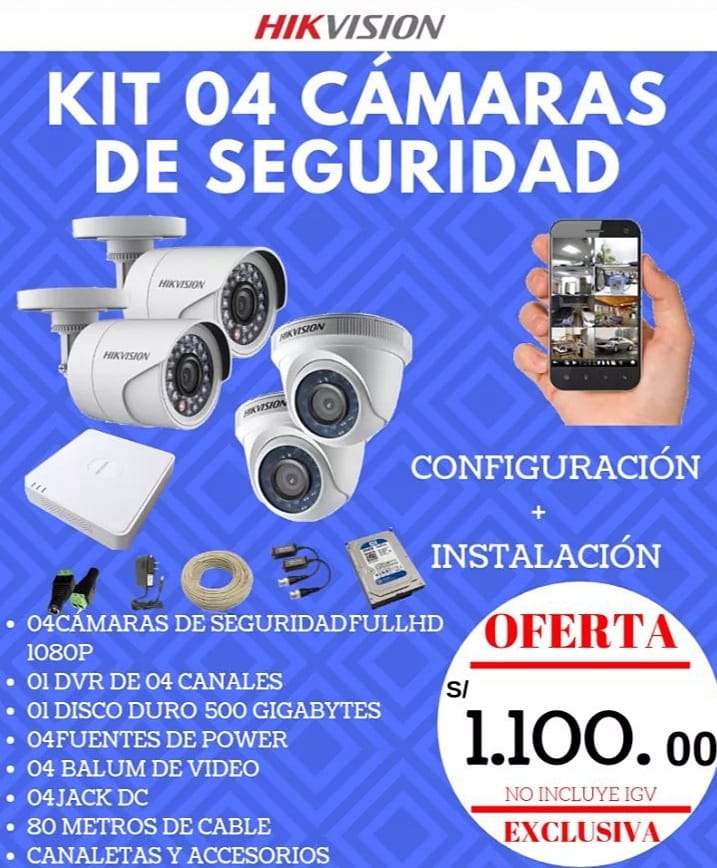 HIKVISION
KIT 04 CÁMARAS
DE SEGURIDAD
HIKVISION
HIKVISION
HIKVISION
HIKVISION
CONFIGURACIÓN
+
INSTALACIÓN
04CÁMARAS DE SEGURIDAD FULLHD
1080P
01 DVR DE 04 CANALES
01 DISCO DURO 500 GIGABYTES
04FUENTES DE POWER
04 BALUM DE VIDEO
04JACK DC
80 METROS DE CABLE
CANALETAS Y ACCESORIOS
OFERTA
S/
1.100.00
NO INCLUYE IGV
EXCLUSIVA